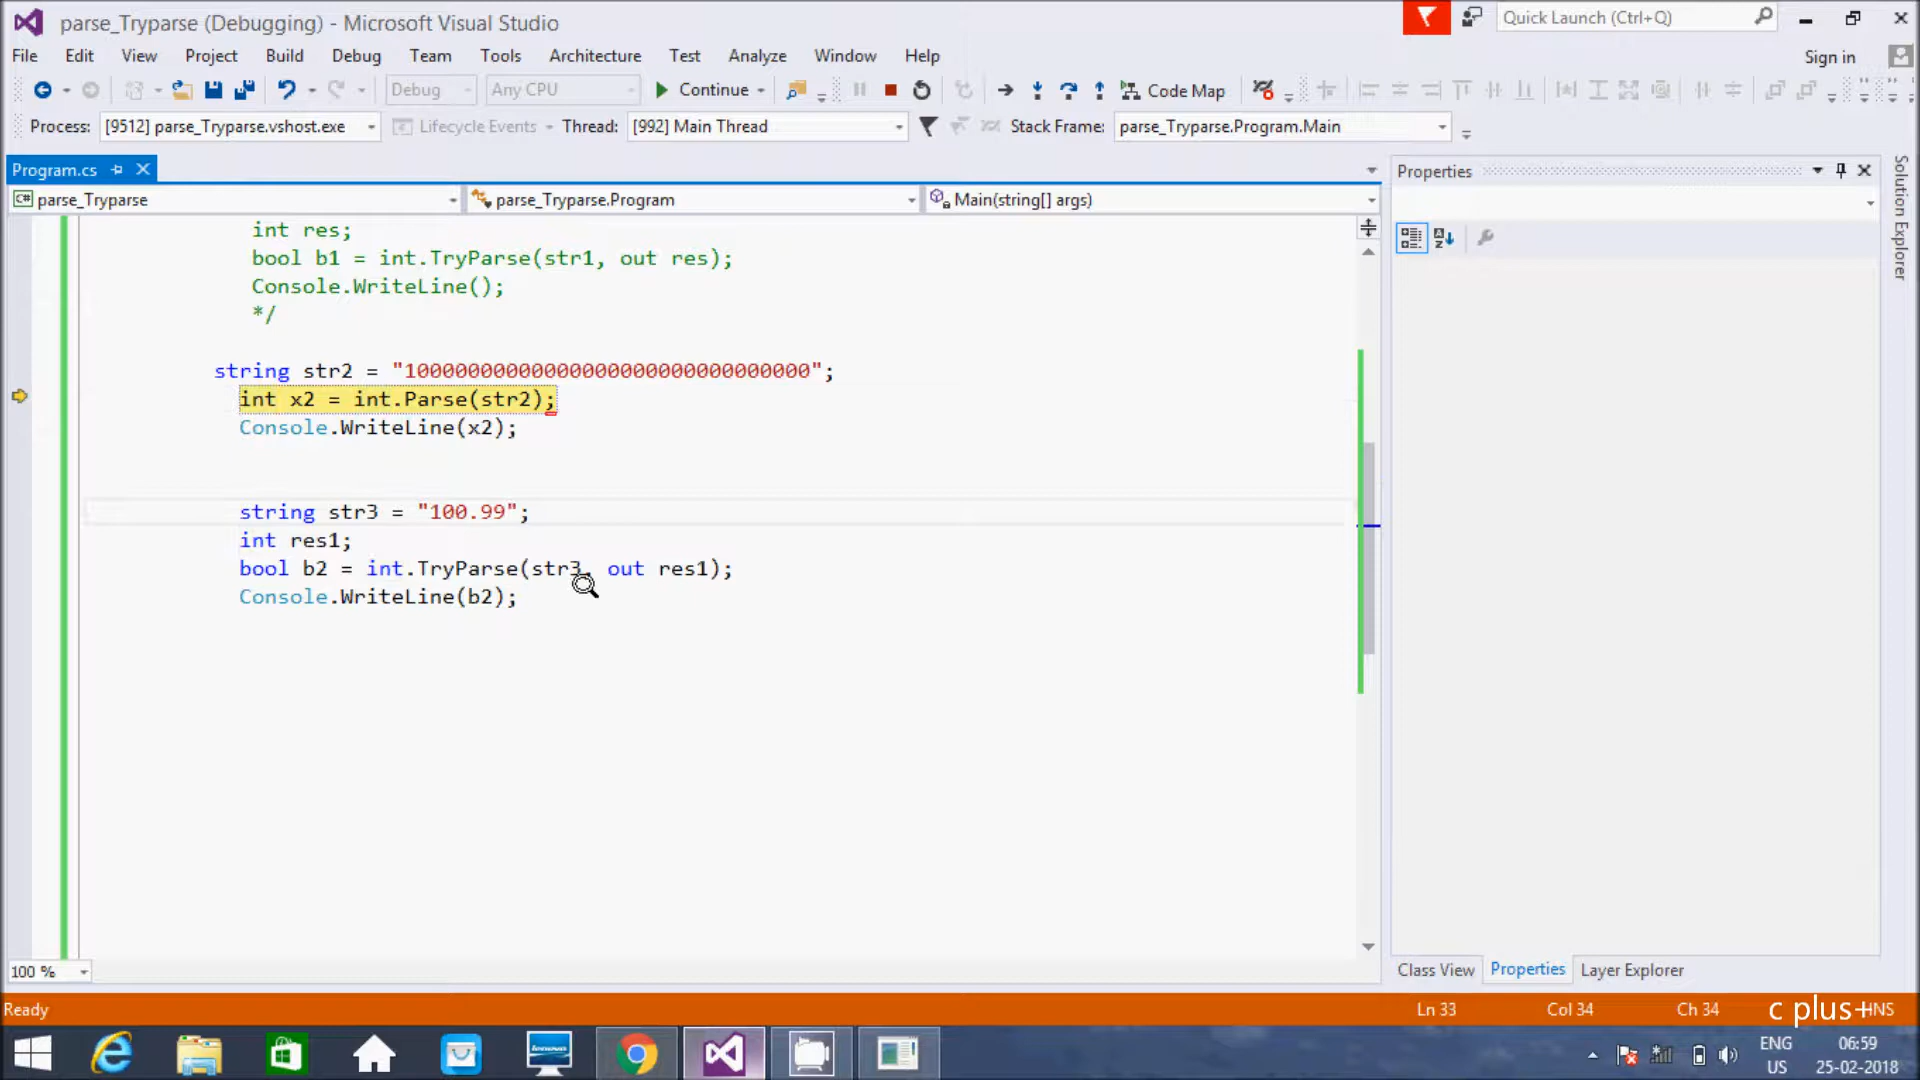 parse_Tryparse (Debugging) - Microsoft Visual Studio
Quick Launch (Ctrl+Q)
File Edit View Project Build Debug Team Tools Architecture Test Analyze Window Help
Sign in
Debug Any CPU Continue Code Map
Process: [9512] parse_Tryparse.vshost.exe Lifecycle Events Thread: [992] Main Thread Stack Frame: parse_Tryparse.Program.Main
Program.cs
Properties
C# parse_Tryparse parse_Tryparse.Program Main(string[] args)
Solution Explorer
int res;
bool b1 = int.TryParse(str1, out res);
Console.WriteLine();
*/
string str2 = "100000000000000000000000000000000";
int x2 = int.Parse(str2);
Console.WriteLine(x2);
string str3 = "100.99";
int res1;
bool b2 = int.TryParse(str3, out res1);
Console.WriteLine(b2);
100 %
Class View Properties Layer Explorer
Ready Ln 33 Col 34 Ch 34 INS
c plus+
ENG 06:59
US 25-02-2018